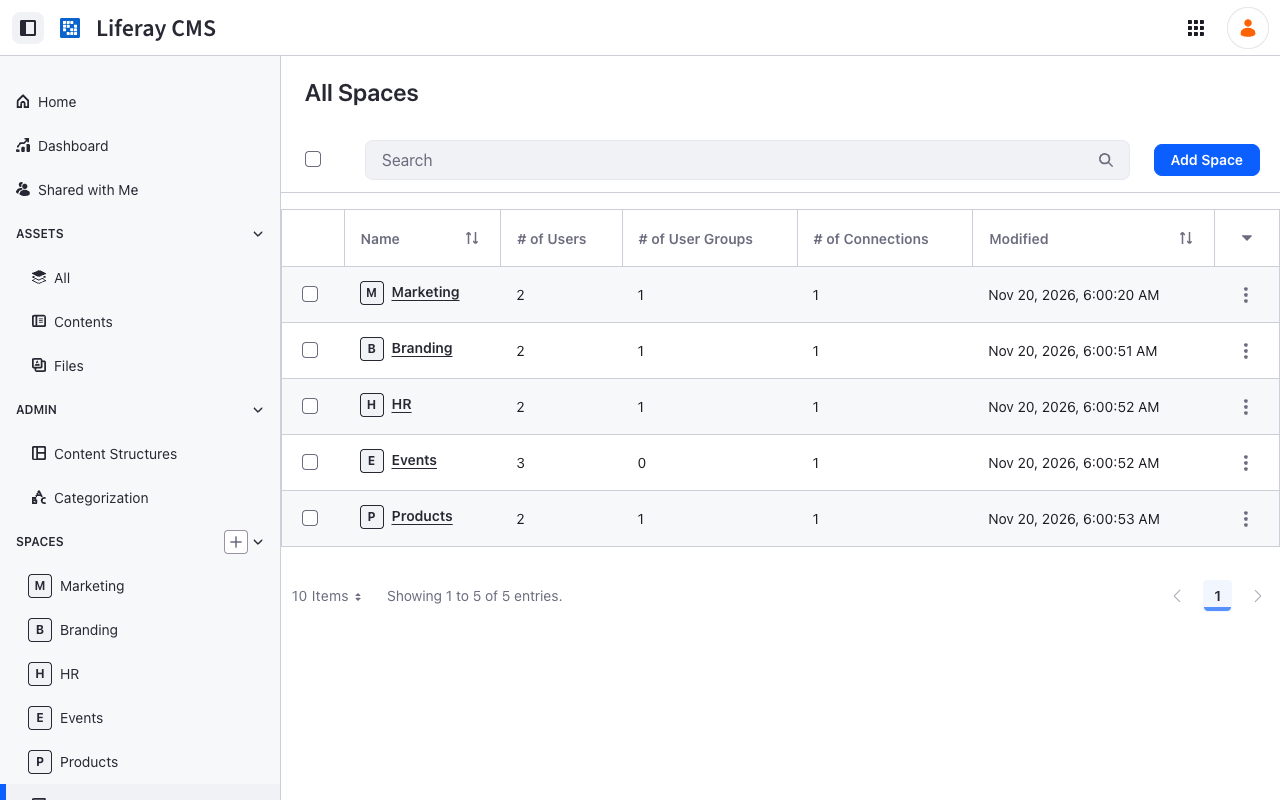 Liferay CMS
Home
Dashboard
Shared with Me
ASSETS
All
Contents
Files
ADMIN
Content Structures
Categorization
SPACES
M Marketing
B Branding
H HR
E Events
P Products
All Spaces
Search
Add Space
Name # of Users # of User Groups # of Connections Modified
M Marketing 2 1 1 Nov 20, 2026, 6:00:20 AM
B Branding 2 1 1 Nov 20, 2026, 6:00:51 AM
H HR 2 1 1 Nov 20, 2026, 6:00:52 AM
E Events 3 0 1 Nov 20, 2026, 6:00:52 AM
P Products 2 1 1 Nov 20, 2026, 6:00:53 AM
10 Items Showing 1 to 5 of 5 entries. 1